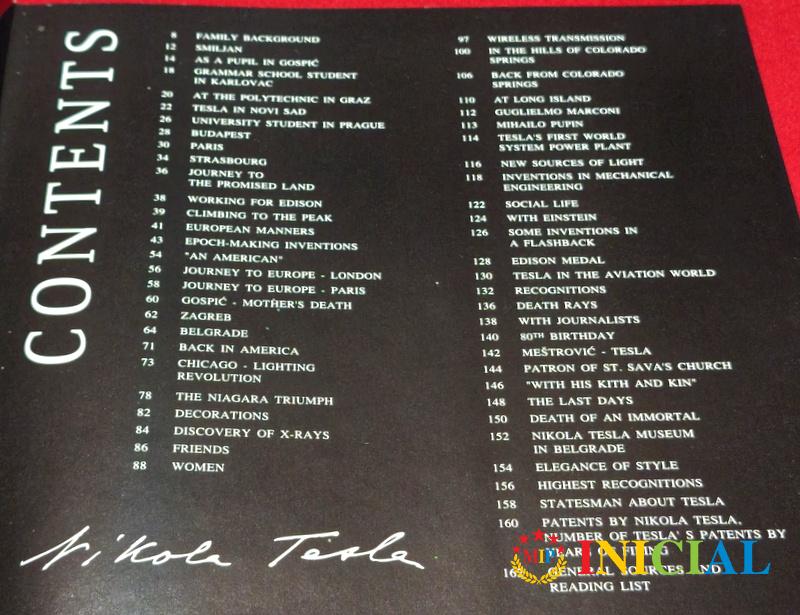 CONTENTS
8 FAMILY BACKGROUND
12 SMILJAN
14 AS A PUPIL IN GOSPIĆ
18 GRAMMAR SCHOOL STUDENT
IN KARLOVAC
20 AT THE POLYTECHNIC IN GRAZ
22 TESLA IN NOVI SAD
26 UNIVERSITY STUDENT IN PRAGUE
28 BUDAPEST
30 PARIS
34 STRASBOURG
36 JOURNEY TO
THE PROMISED LAND
38 WORKING FOR EDISON
39 CLIMBING TO THE PEAK
41 EUROPEAN MANNERS
43 EPOCH-MAKING INVENTIONS
54 "AN AMERICAN"
56 JOURNEY TO EUROPE - LONDON
58 JOURNEY TO EUROPE - PARIS
60 GOSPIĆ - MOTHER'S DEATH
62 ZAGREB
64 BELGRADE
71 BACK IN AMERICA
73 CHICAGO - LIGHTING
REVOLUTION
78 THE NIAGARA TRIUMPH
82 DECORATIONS
84 DISCOVERY OF X-RAYS
86 FRIENDS
88 WOMEN
97 WIRELESS TRANSMISSION
100 IN THE HILLS OF COLORADO
SPRINGS
106 BACK FROM COLORADO
SPRINGS
110 AT LONG ISLAND
112 GUGLIELMO MARCONI
113 MIHAILO PUPIN
114 TESLA'S FIRST WORLD
SYSTEM POWER PLANT
116 NEW SOURCES OF LIGHT
118 INVENTIONS IN MECHANICAL
ENGINEERING
122 SOCIAL LIFE
124 WITH EINSTEIN
126 SOME INVENTIONS IN
A FLASHBACK
128 EDISON MEDAL
130 TESLA IN THE AVIATION WORLD
132 RECOGNITIONS
136 DEATH RAYS
138 WITH JOURNALISTS
140 80TH BIRTHDAY
142 MEŠTROVIĆ - TESLA
144 PATRON OF ST. SAVA'S CHURCH
146 "WITH HIS KITH AND KIN"
148 THE LAST DAYS
150 DEATH OF AN IMMORTAL
152 NIKOLA TESLA MUSEUM
IN BELGRADE
154 ELEGANCE OF STYLE
156 HIGHEST RECOGNITIONS
158 STATESMAN ABOUT TESLA
160 PATENTS BY NIKOLA TESLA,
NUMBER OF TESLA'S PATENTS BY
GENERAL SOURCES AND
READING LIST
Nikola Tesla
MIP INICIAL